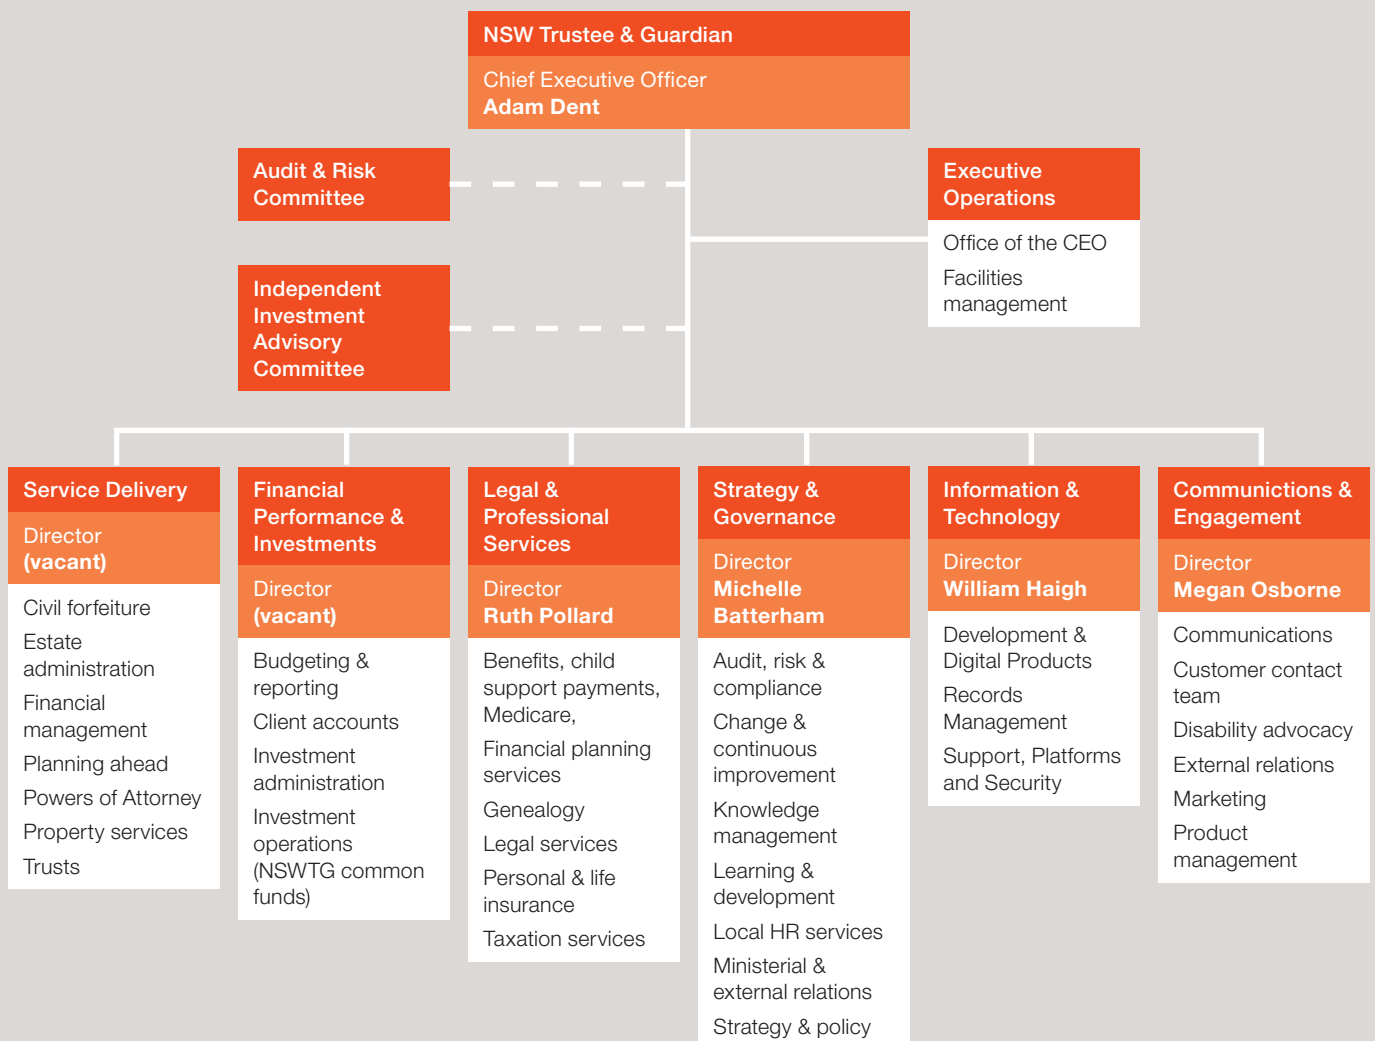 NSW Trustee & Guardian
Chief Executive Officer
Adam Dent
Audit & Risk
Committee
Executive
Operations
Office of the CEO
Facilities
management
Independent
Investment
Advisory
Committee
Service Delivery
Director
(vacant)
Civil forfeiture
Estate
administration
Financial
management
Planning ahead
Powers of Attorney
Property services
Trusts
Financial
Performance &
Investments
Director
(vacant)
Budgeting &
reporting
Client accounts
Investment
administration
Investment
operations
(NSWTG common
funds)
Legal &
Professional
Services
Director
Ruth Pollard
Benefits, child
support payments,
Medicare,
Financial planning
services
Genealogy
Legal services
Personal & life
insurance
Taxation services
Strategy &
Governance
Director
Michelle
Batterham
Audit, risk &
compliance
Change &
continuous
improvement
Knowledge
management
Learning &
development
Local HR services
Ministerial &
external relations
Strategy & policy
Information &
Technology
Director
William Haigh
Development &
Digital Products
Records
Management
Support, Platforms
and Security
Communictions &
Engagement
Director
Megan Osborne
Communications
Customer contact
team
Disability advocacy
External relations
Marketing
Product
management